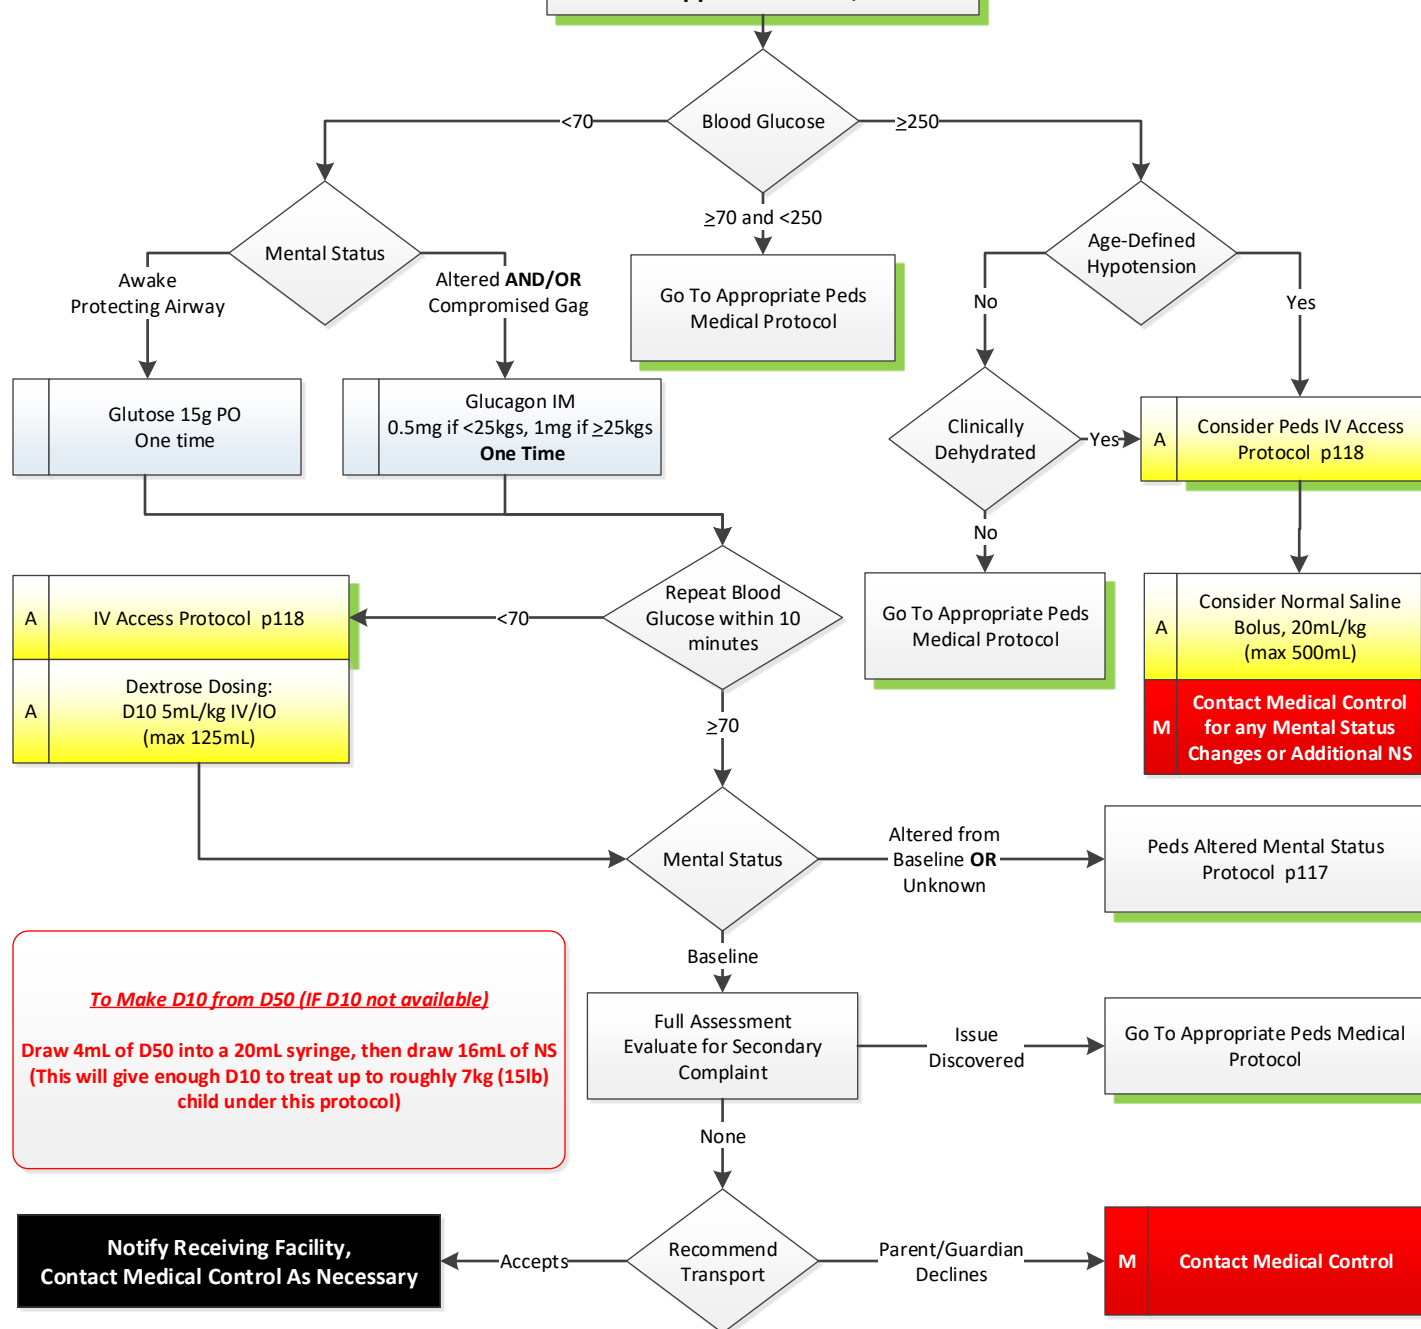 Blood Glucose
<70
≥250
≥70 and <250
Mental Status
Age-Defined
Hypotension
Awake
Protecting Airway
Altered AND/OR
Compromised Gag
Go To Appropriate Peds
Medical Protocol
No
Yes
Glutose 15g PO
One time
Glucagon IM
0.5mg if <25kgs, 1mg if ≥25kgs
One Time
Clinically
Dehydrated
Yes
A
Consider Peds IV Access
Protocol p118
No
Repeat Blood
Glucose within 10
minutes
<70
A
IV Access Protocol p118
A
Dextrose Dosing:
D10 5mL/kg IV/IO
(max 125mL)
Go To Appropriate Peds
Medical Protocol
A
Consider Normal Saline
Bolus, 20mL/kg
(max 500mL)
M
Contact Medical Control
for any Mental Status
Changes or Additional NS
≥70
Mental Status
Altered from
Baseline OR
Unknown
Peds Altered Mental Status
Protocol p117
Baseline
To Make D10 from D50 (IF D10 not available)
Draw 4mL of D50 into a 20mL syringe, then draw 16mL of NS
(This will give enough D10 to treat up to roughly 7kg (15lb)
child under this protocol)
Full Assessment
Evaluate for Secondary
Complaint
Issue
Discovered
Go To Appropriate Peds Medical
Protocol
None
Recommend
Transport
Accepts
Notify Receiving Facility,
Contact Medical Control As Necessary
Parent/Guardian
Declines
M
Contact Medical Control